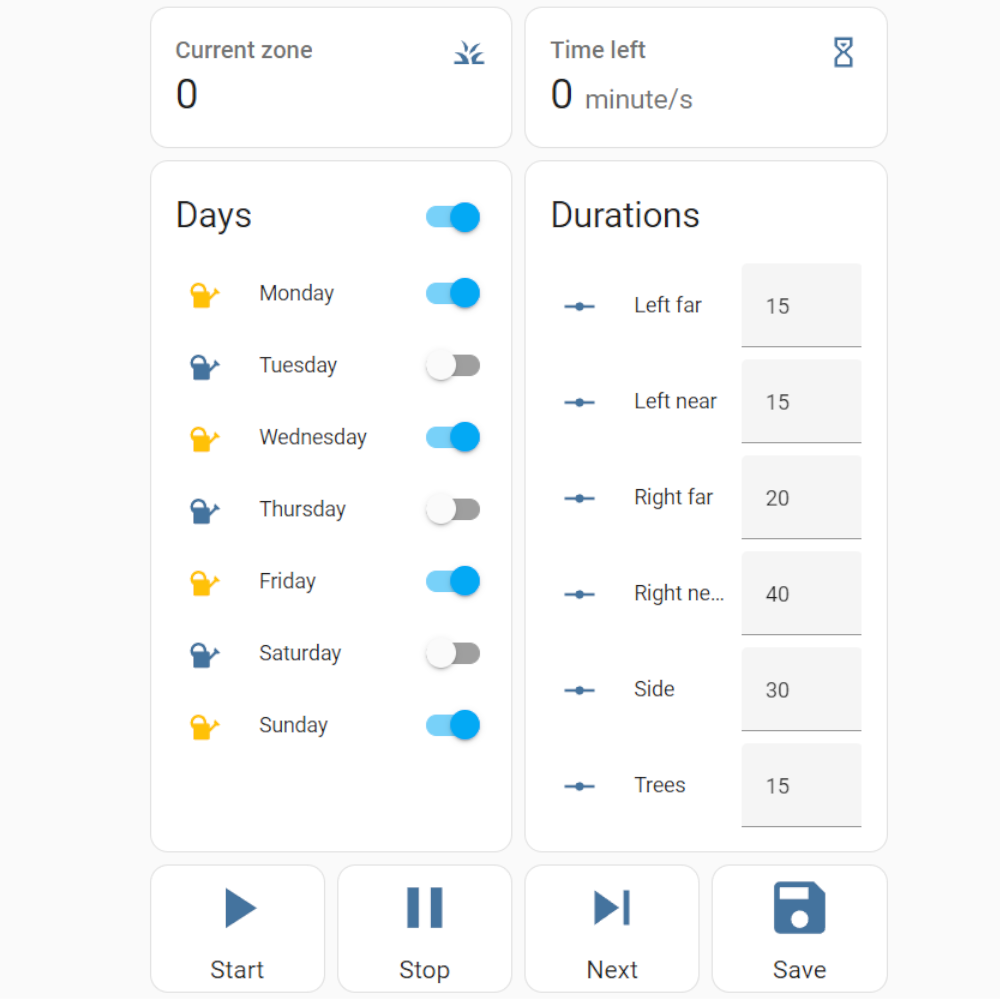 Current zone
0
Time left
0 minute/s
Days
Monday
Tuesday
Wednesday
Thursday
Friday
Saturday
Sunday
Durations
Left far 15
Left near 15
Right far 20
Right ne... 40
Side 30
Trees 15
Start
Stop
Next
Save